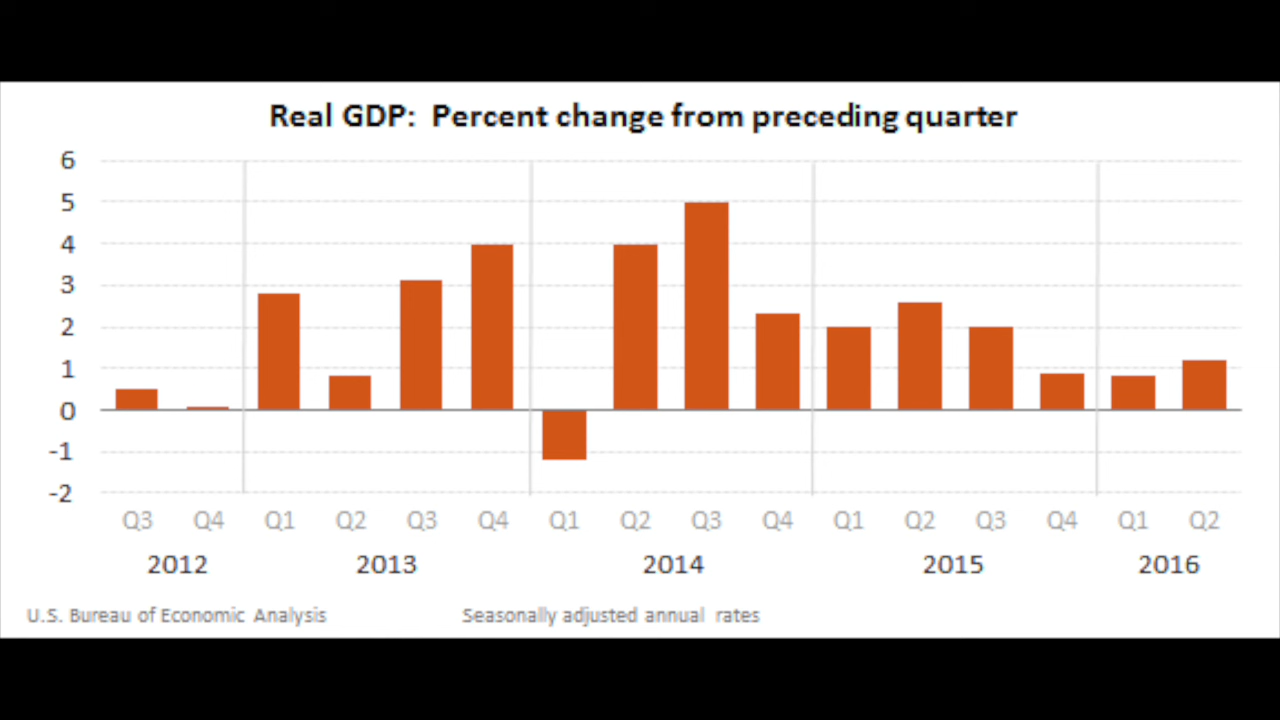 Real GDP: Percent change from preceding quarter
6
5
4
3
2
1
0
-1
-2
Q3 Q4 Q1 Q2 Q3 Q4 Q1 Q2 Q3 Q4 Q1 Q2 Q3 Q4 Q1 Q2
2012 2013 2014 2015 2016
U.S. Bureau of Economic Analysis Seasonally adjusted annual rates